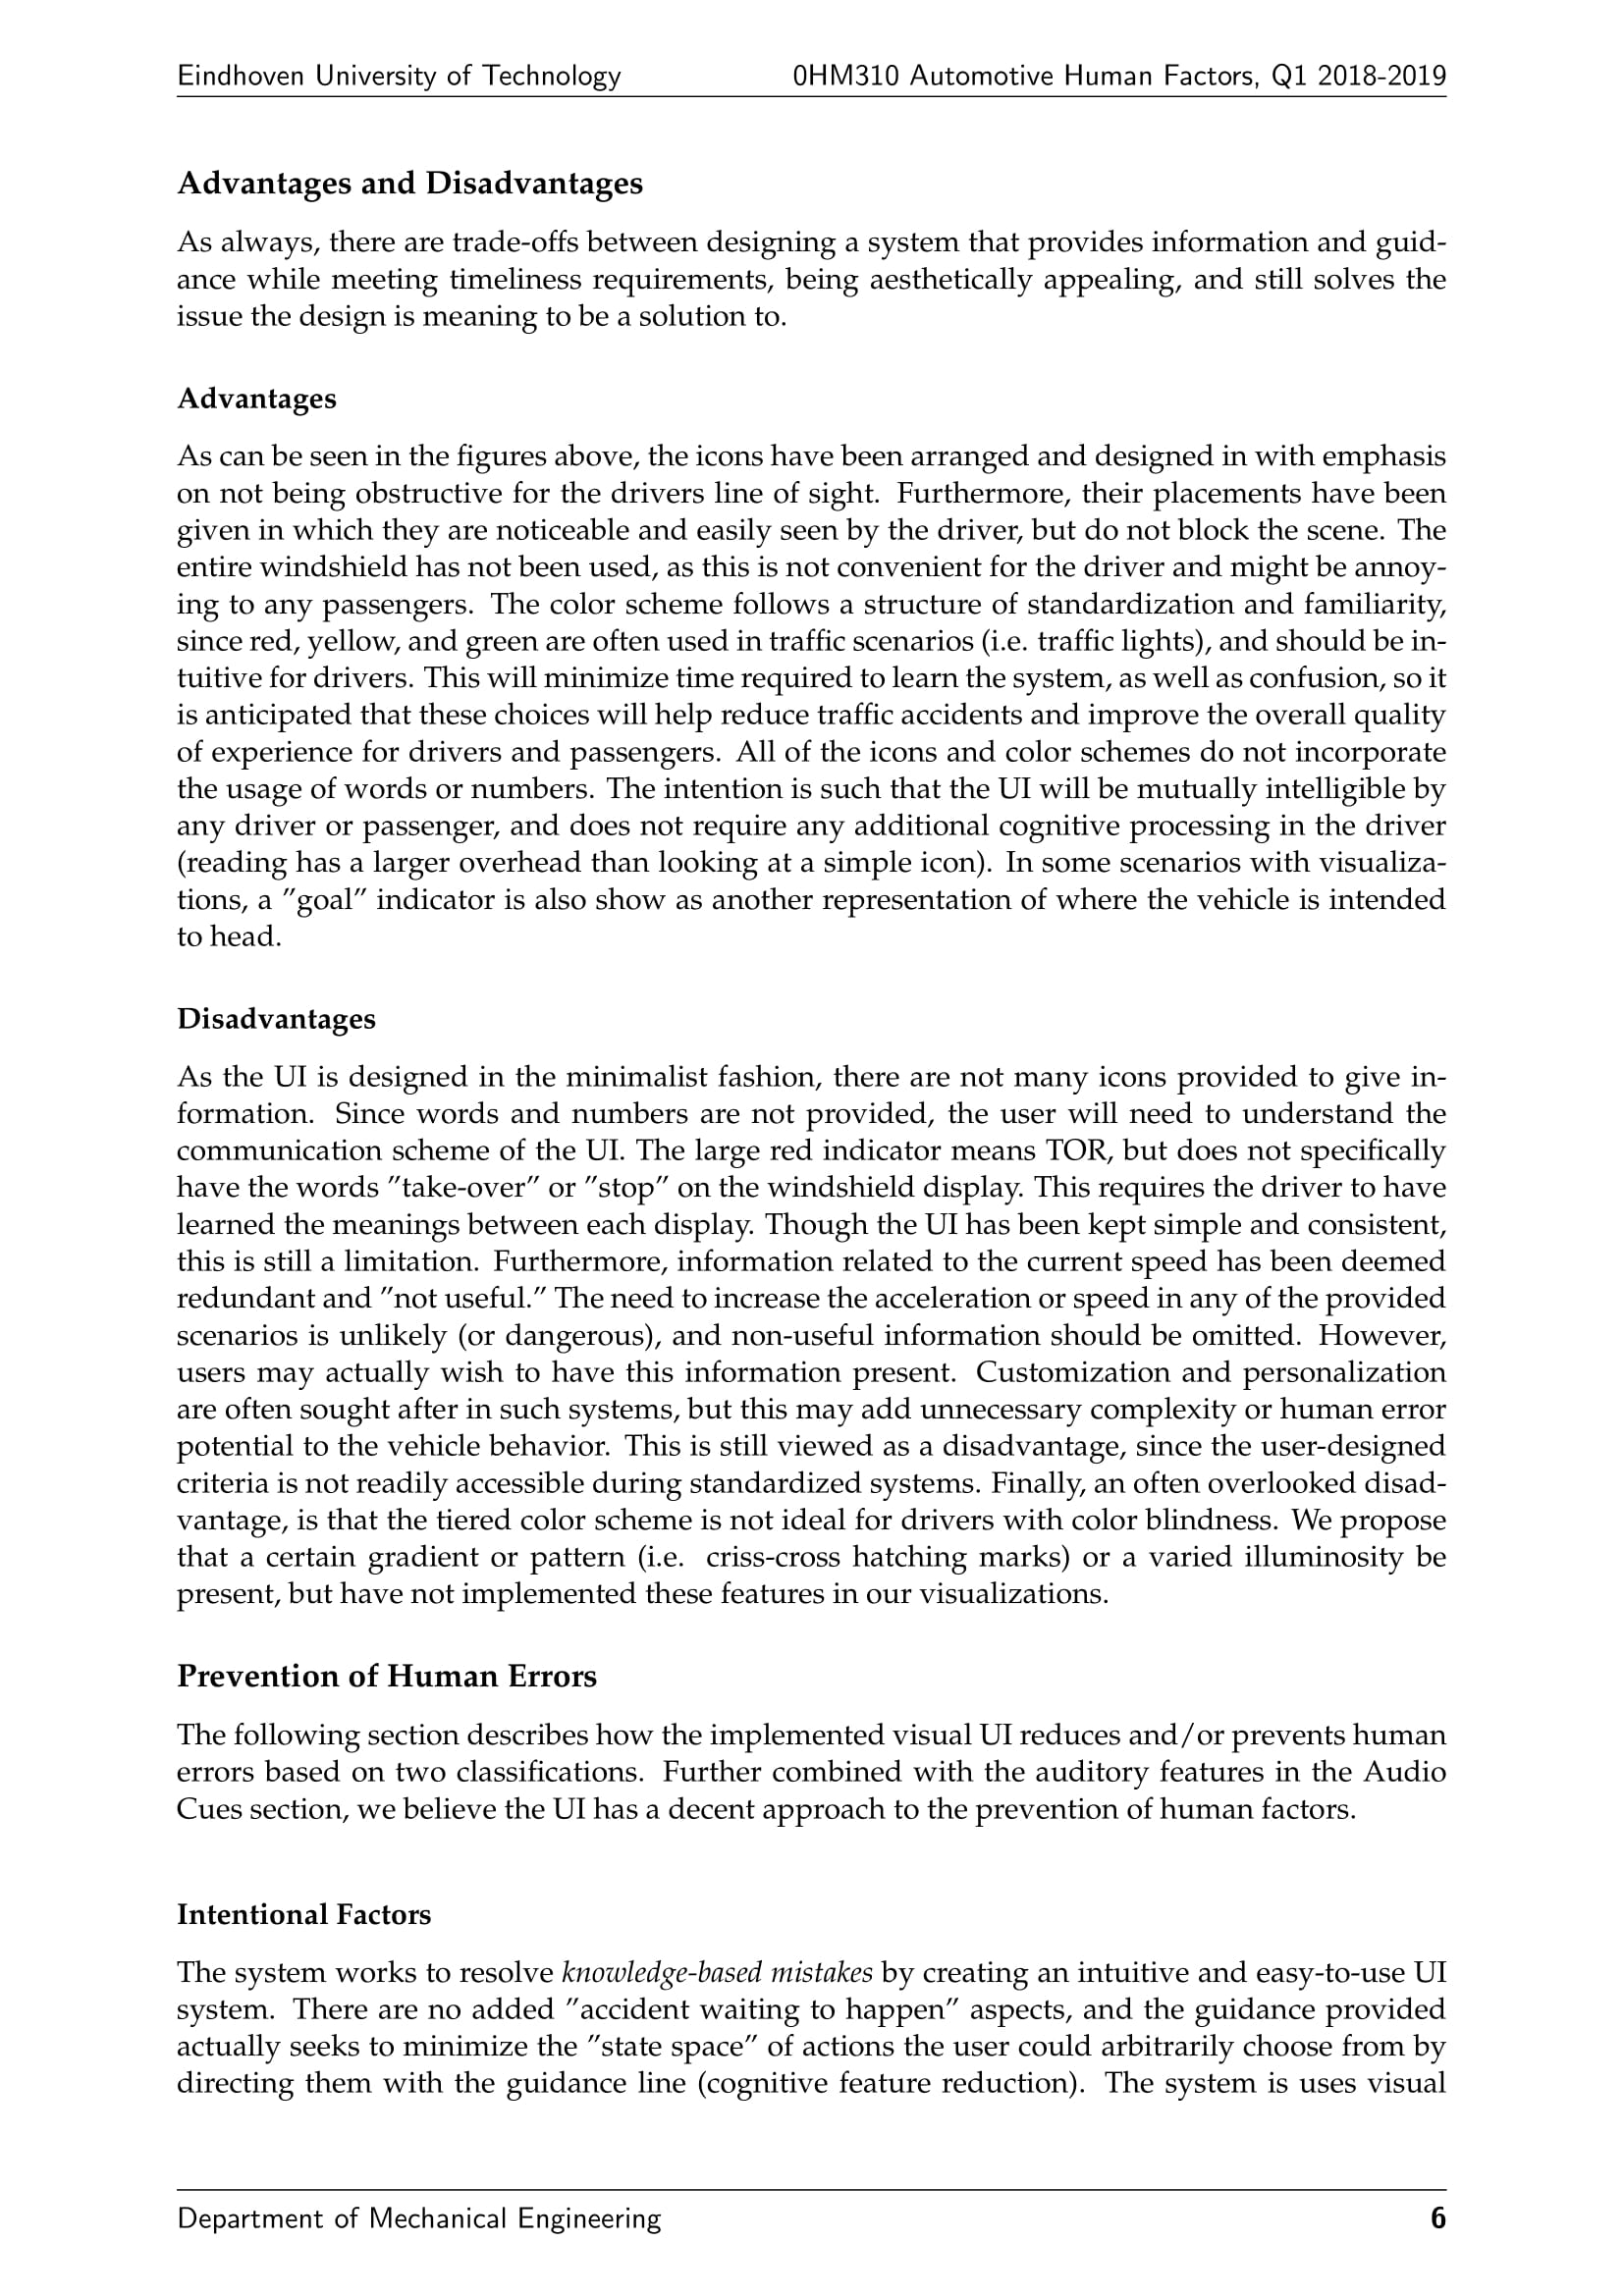 Eindhoven University of Technology 0HM310 Automotive Human Factors, Q1 2018-2019
Advantages and Disadvantages
As always, there are trade-offs between designing a system that provides information and guid-
ance while meeting timeliness requirements, being aesthetically appealing, and still solves the
issue the design is meaning to be a solution to.
Advantages
As can be seen in the figures above, the icons have been arranged and designed in with emphasis
on not being obstructive for the drivers line of sight. Furthermore, their placements have been
given in which they are noticeable and easily seen by the driver, but do not block the scene. The
entire windshield has not been used, as this is not convenient for the driver and might be annoy-
ing to any passengers. The color scheme follows a structure of standardization and familiarity,
since red, yellow, and green are often used in traffic scenarios (i.e. traffic lights), and should be in-
tuitive for drivers. This will minimize time required to learn the system, as well as confusion, so it
is anticipated that these choices will help reduce traffic accidents and improve the overall quality
of experience for drivers and passengers. All of the icons and color schemes do not incorporate
the usage of words or numbers. The intention is such that the UI will be mutually intelligible by
any driver or passenger, and does not require any additional cognitive processing in the driver
(reading has a larger overhead than looking at a simple icon). In some scenarios with visualiza-
tions, a ”goal” indicator is also show as another representation of where the vehicle is intended
to head.
Disadvantages
As the UI is designed in the minimalist fashion, there are not many icons provided to give in-
formation. Since words and numbers are not provided, the user will need to understand the
communication scheme of the UI. The large red indicator means TOR, but does not specifically
have the words ”take-over” or ”stop” on the windshield display. This requires the driver to have
learned the meanings between each display. Though the UI has been kept simple and consistent,
this is still a limitation. Furthermore, information related to the current speed has been deemed
redundant and ”not useful.” The need to increase the acceleration or speed in any of the provided
scenarios is unlikely (or dangerous), and non-useful information should be omitted. However,
users may actually wish to have this information present. Customization and personalization
are often sought after in such systems, but this may add unnecessary complexity or human error
potential to the vehicle behavior. This is still viewed as a disadvantage, since the user-designed
criteria is not readily accessible during standardized systems. Finally, an often overlooked disad-
vantage, is that the tiered color scheme is not ideal for drivers with color blindness. We propose
that a certain gradient or pattern (i.e. criss-cross hatching marks) or a varied illuminosity be
present, but have not implemented these features in our visualizations.
Prevention of Human Errors
The following section describes how the implemented visual UI reduces and/or prevents human
errors based on two classifications. Further combined with the auditory features in the Audio
Cues section, we believe the UI has a decent approach to the prevention of human factors.
Intentional Factors
The system works to resolve knowledge-based mistakes by creating an intuitive and easy-to-use UI
system. There are no added ”accident waiting to happen” aspects, and the guidance provided
actually seeks to minimize the ”state space” of actions the user could arbitrarily choose from by
directing them with the guidance line (cognitive feature reduction). The system is uses visual
Department of Mechanical Engineering 6